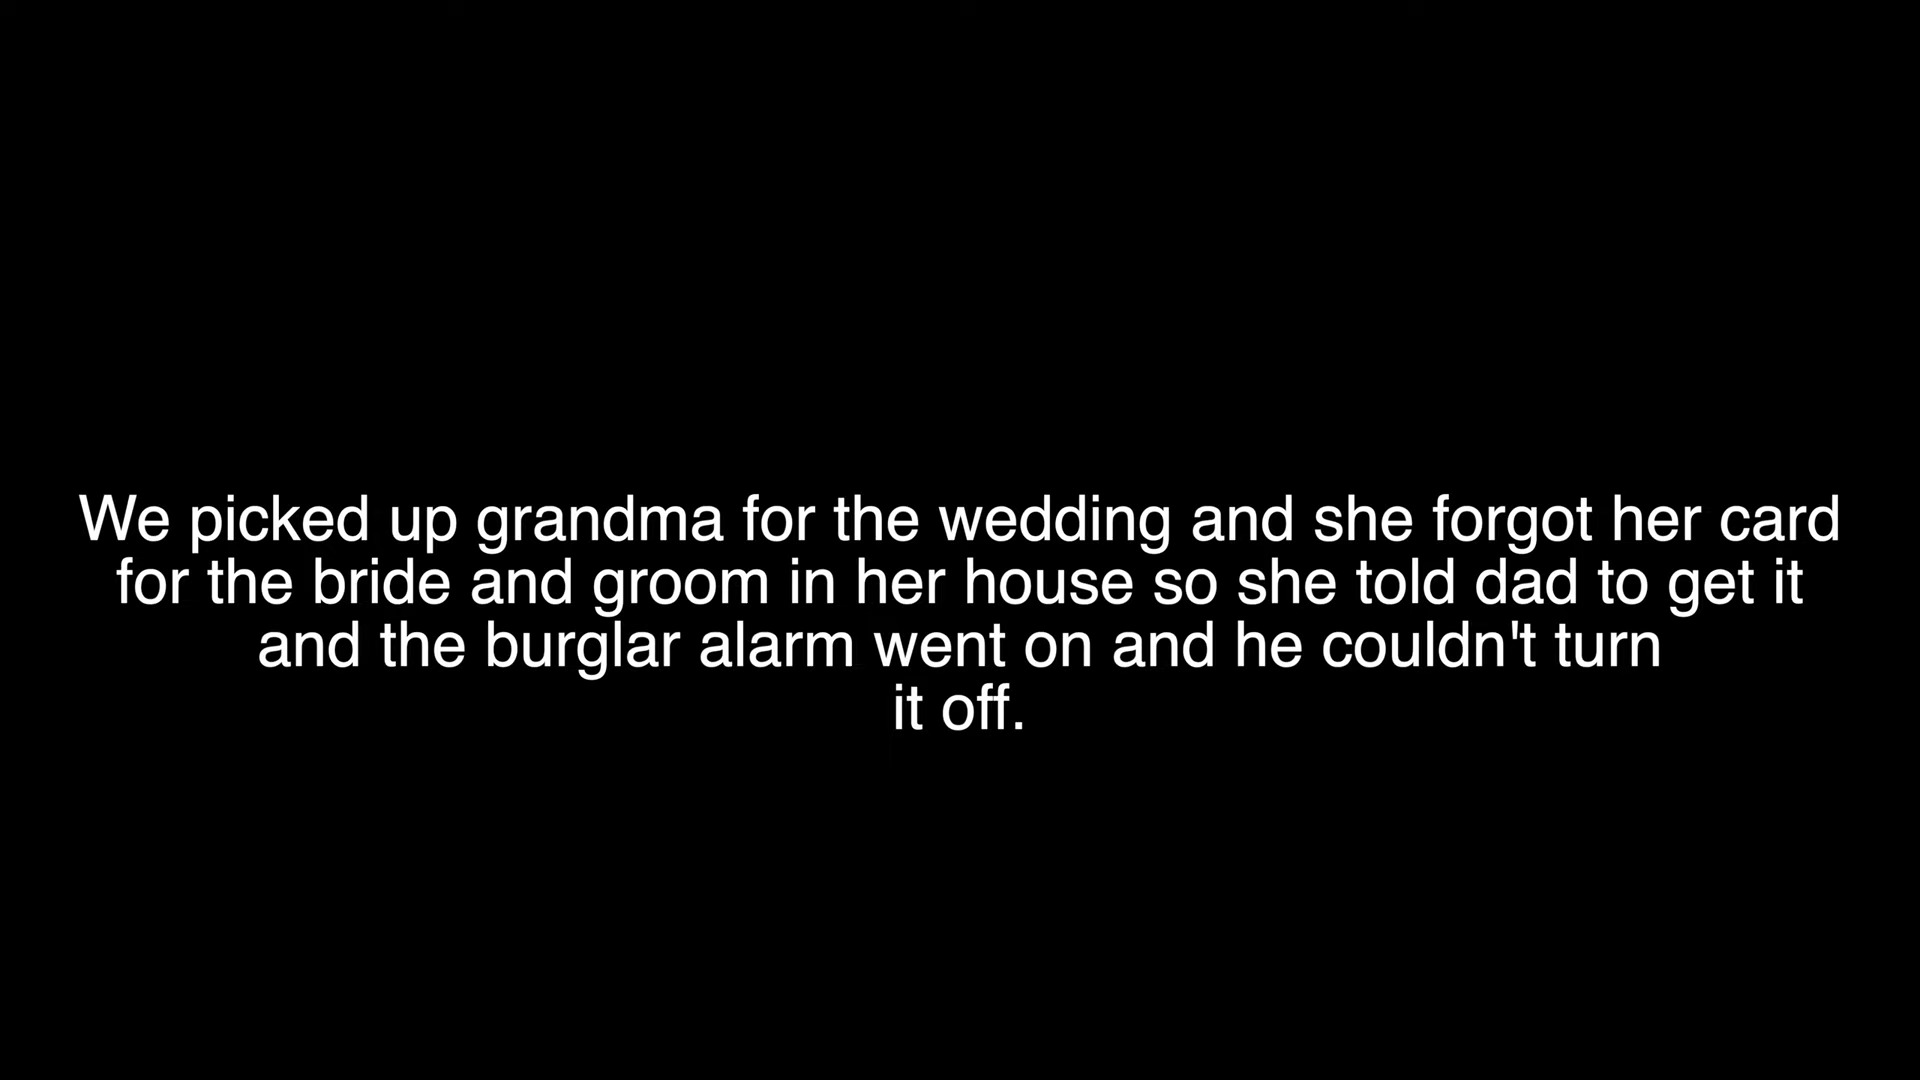 We picked up grandma for the wedding and she forgot her card
for the bride and groom in her house so she told dad to get it
and the burglar alarm went on and he couldn't turn
it off.